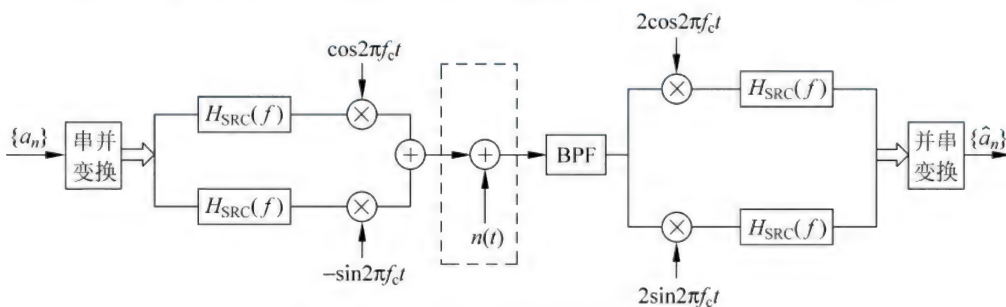 cos2πf_ct
2cos2πf_ct
H_SRC(f)
H_SRC(f)
{a_n}
串并
变换
BPF
并串
变换
{â_n}
H_SRC(f)
H_SRC(f)
n(t)
−sin2πf_ct
2sin2πf_ct